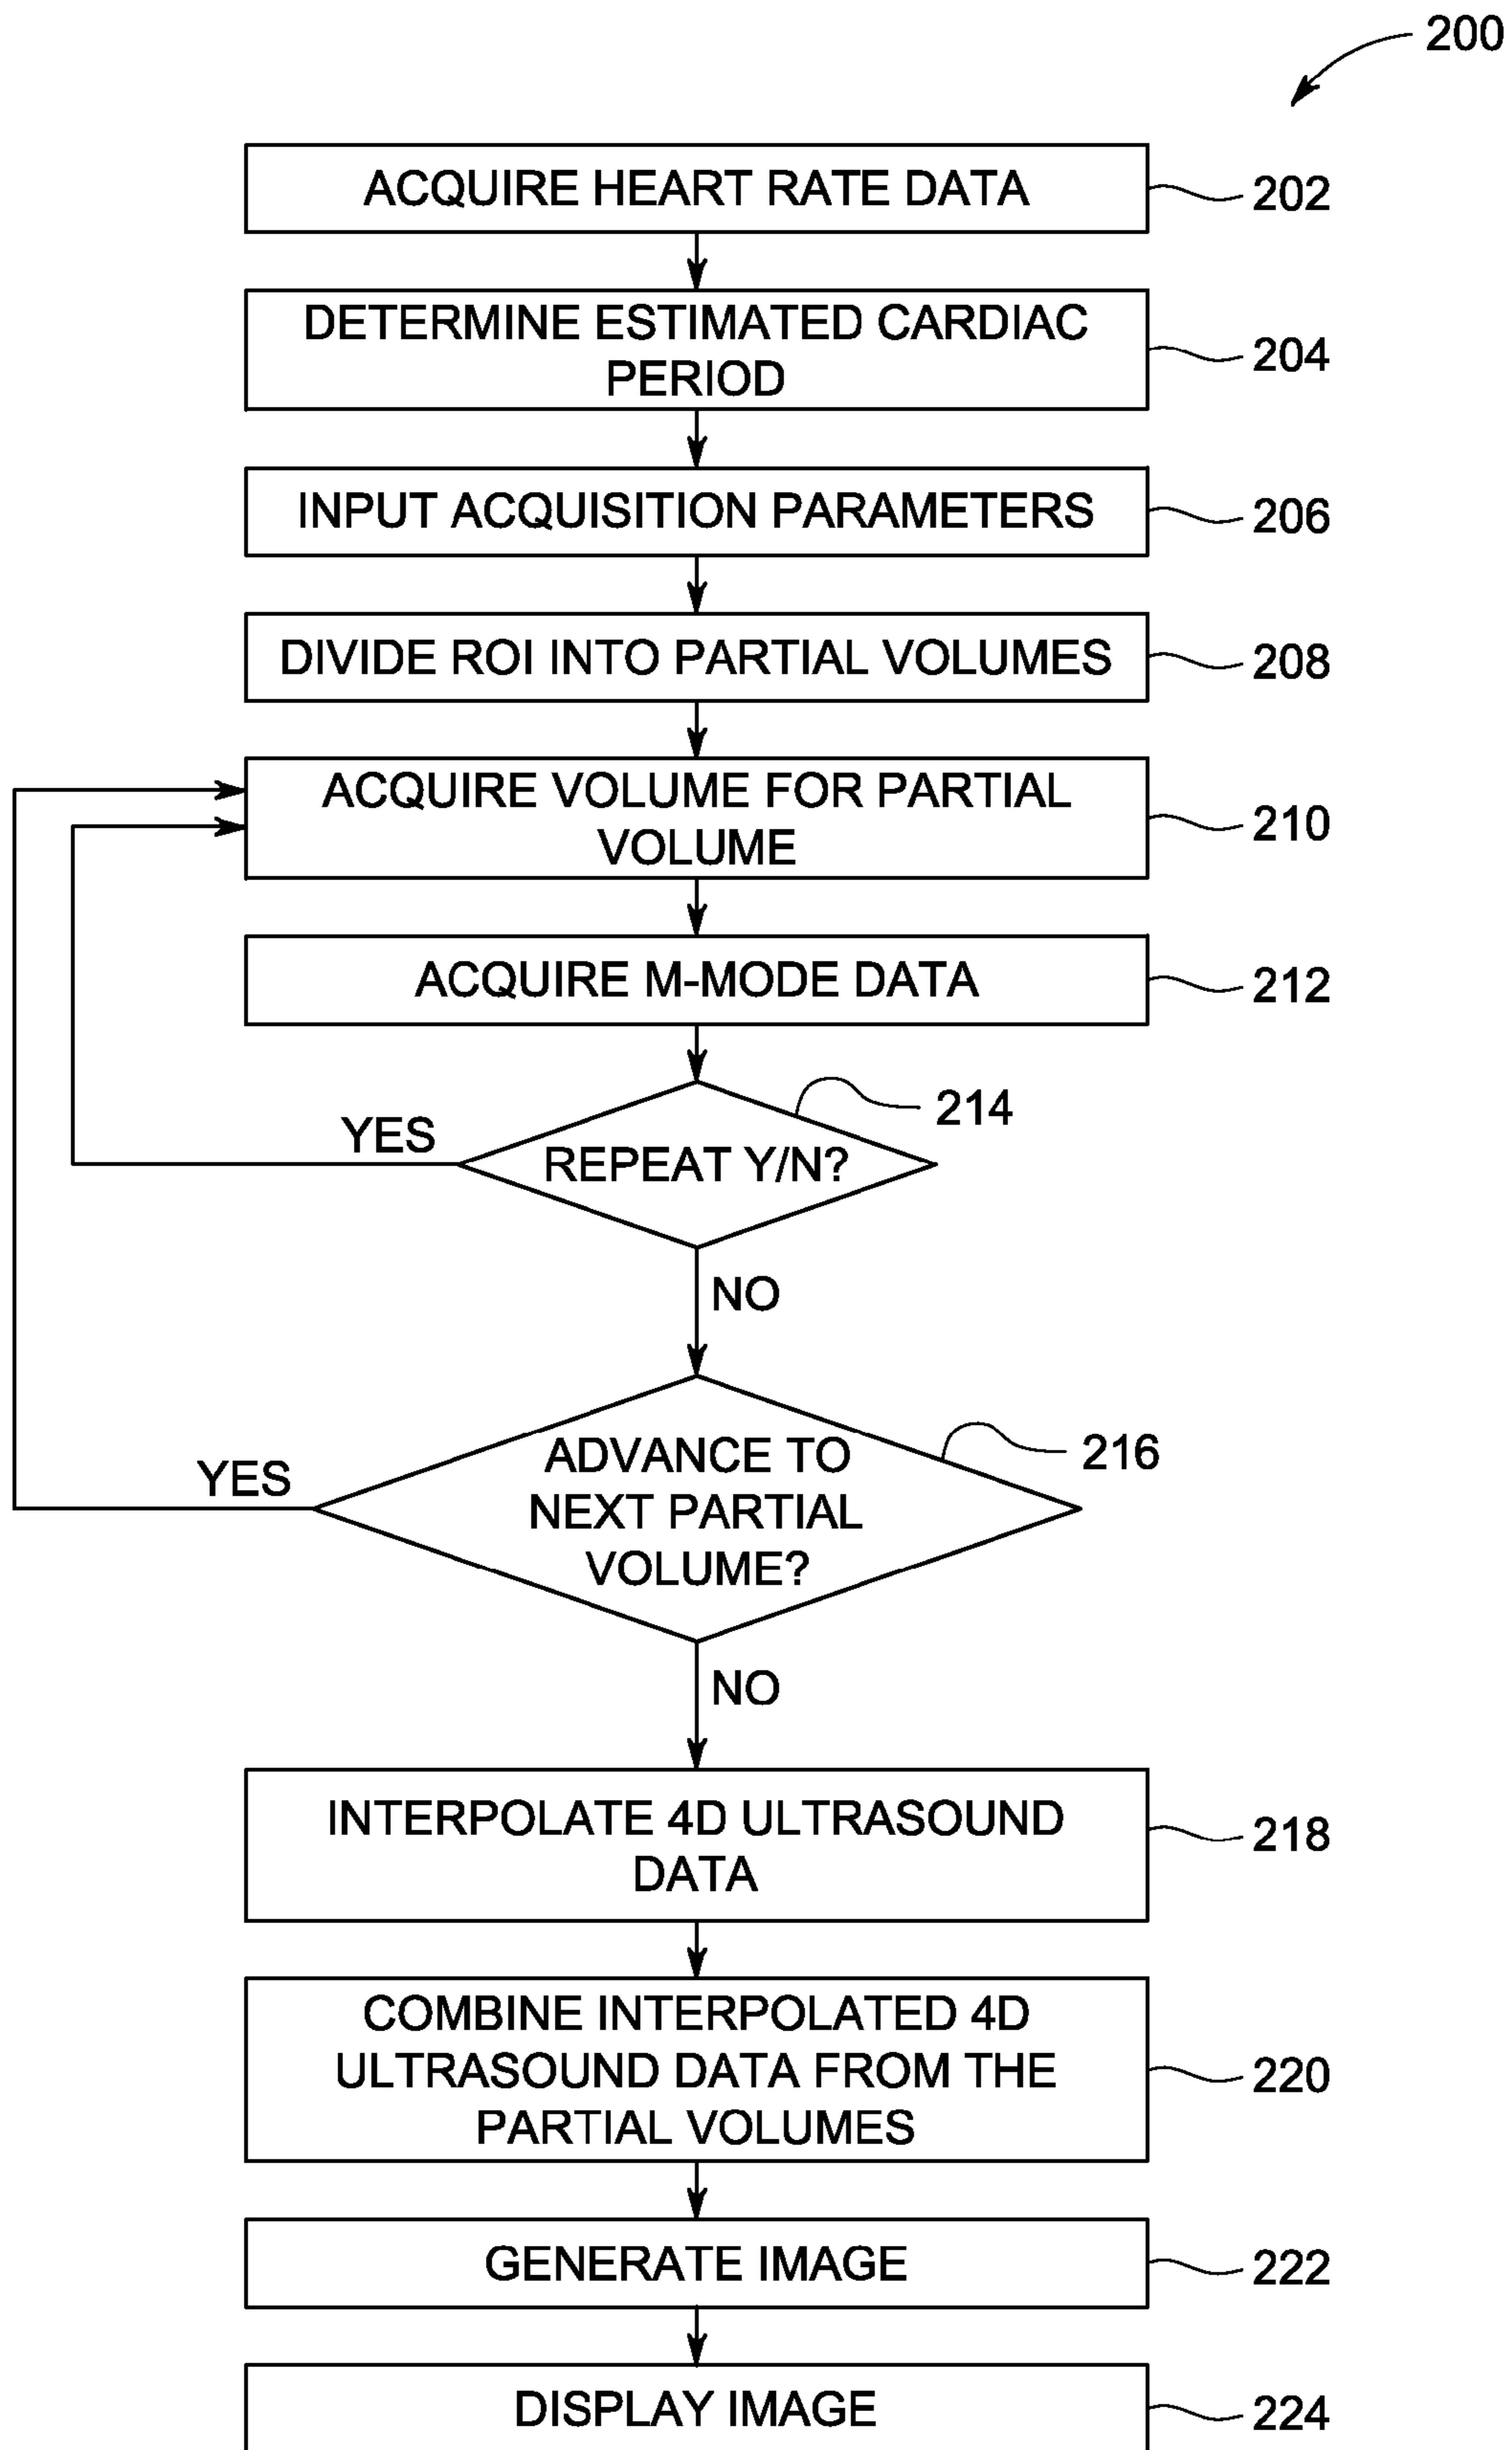 200
ACQUIRE HEART RATE DATA
202
DETERMINE ESTIMATED CARDIAC
PERIOD
204
INPUT ACQUISITION PARAMETERS
206
DIVIDE ROI INTO PARTIAL VOLUMES
208
ACQUIRE VOLUME FOR PARTIAL
VOLUME
210
ACQUIRE M-MODE DATA
212
214
YES
REPEAT Y/N?
NO
216
YES
ADVANCE TO
NEXT PARTIAL
VOLUME?
NO
INTERPOLATE 4D ULTRASOUND
DATA
218
COMBINE INTERPOLATED 4D
ULTRASOUND DATA FROM THE
PARTIAL VOLUMES
220
GENERATE IMAGE
222
DISPLAY IMAGE
224